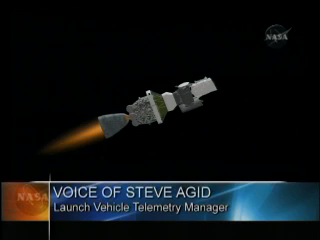 NASA
VOICE OF STEVE AGID
NASA
Launch Vehicle Telemetry Manager